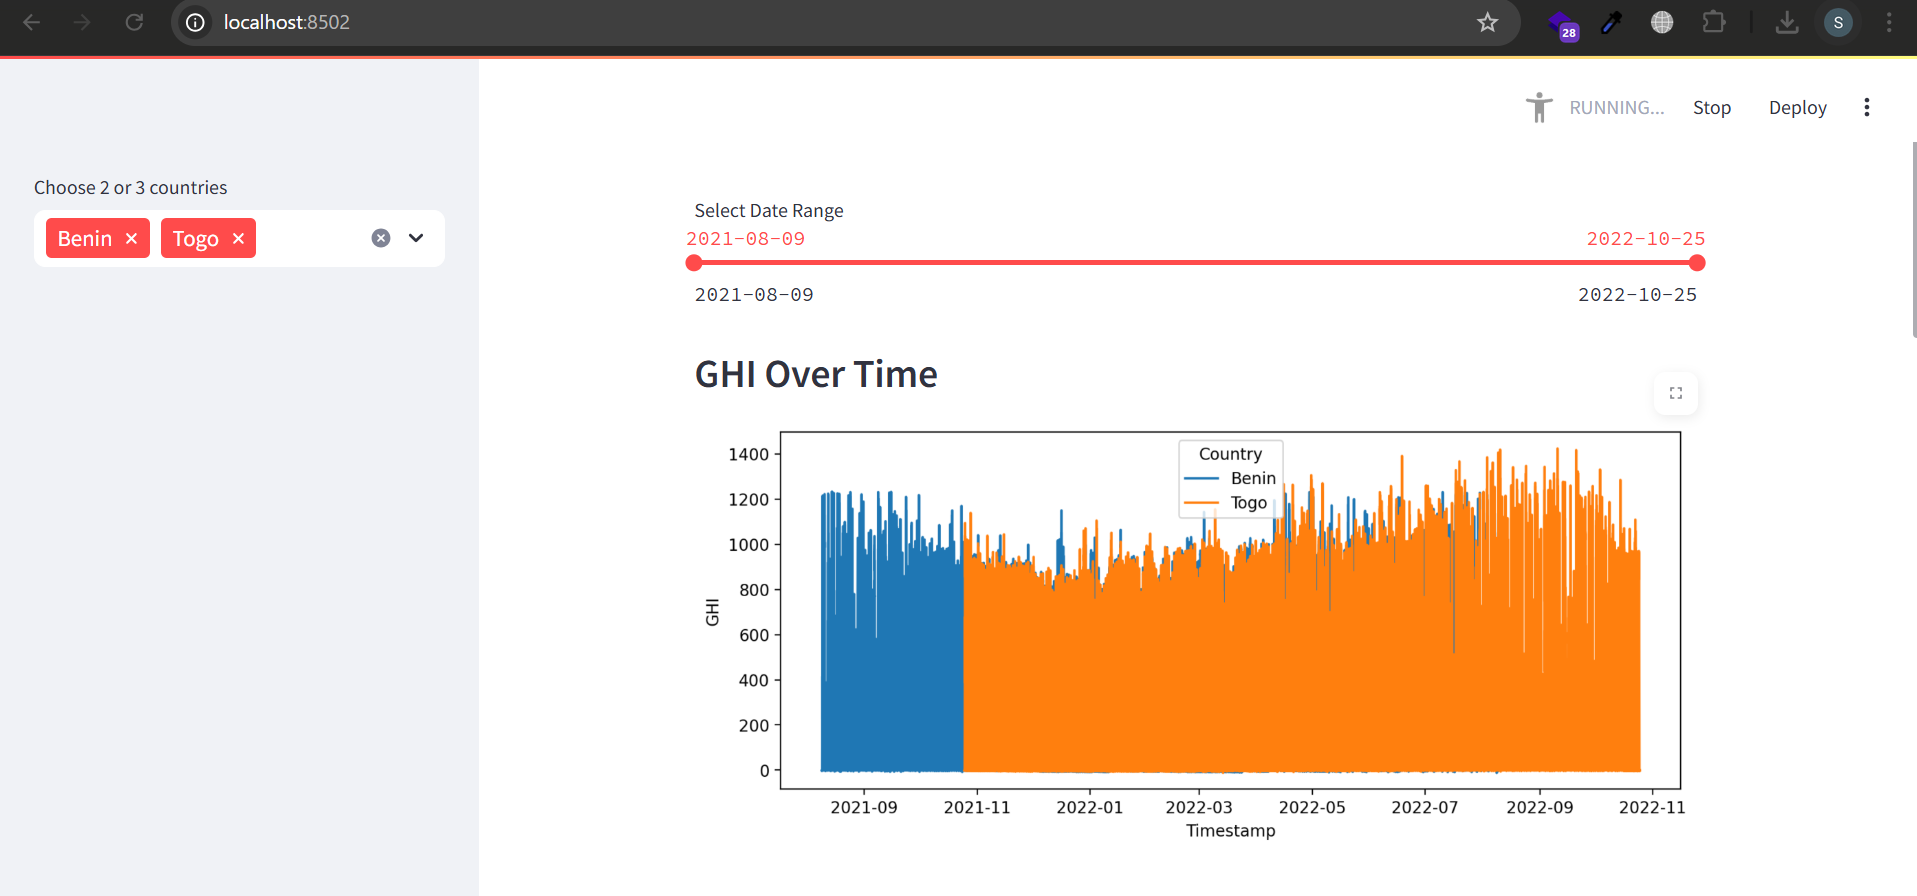 localhost:8502
28
S
RUNNING...
Stop
Deploy
Choose 2 or 3 countries
Benin
Togo
Select Date Range
2021-08-09
2022-10-25
2021-08-09
2022-10-25
GHI Over Time
Country
Benin
Togo
1400
1200
1000
800
600
400
200
0
GHI
2021-09
2021-11
2022-01
2022-03
2022-05
2022-07
2022-09
2022-11
Timestamp